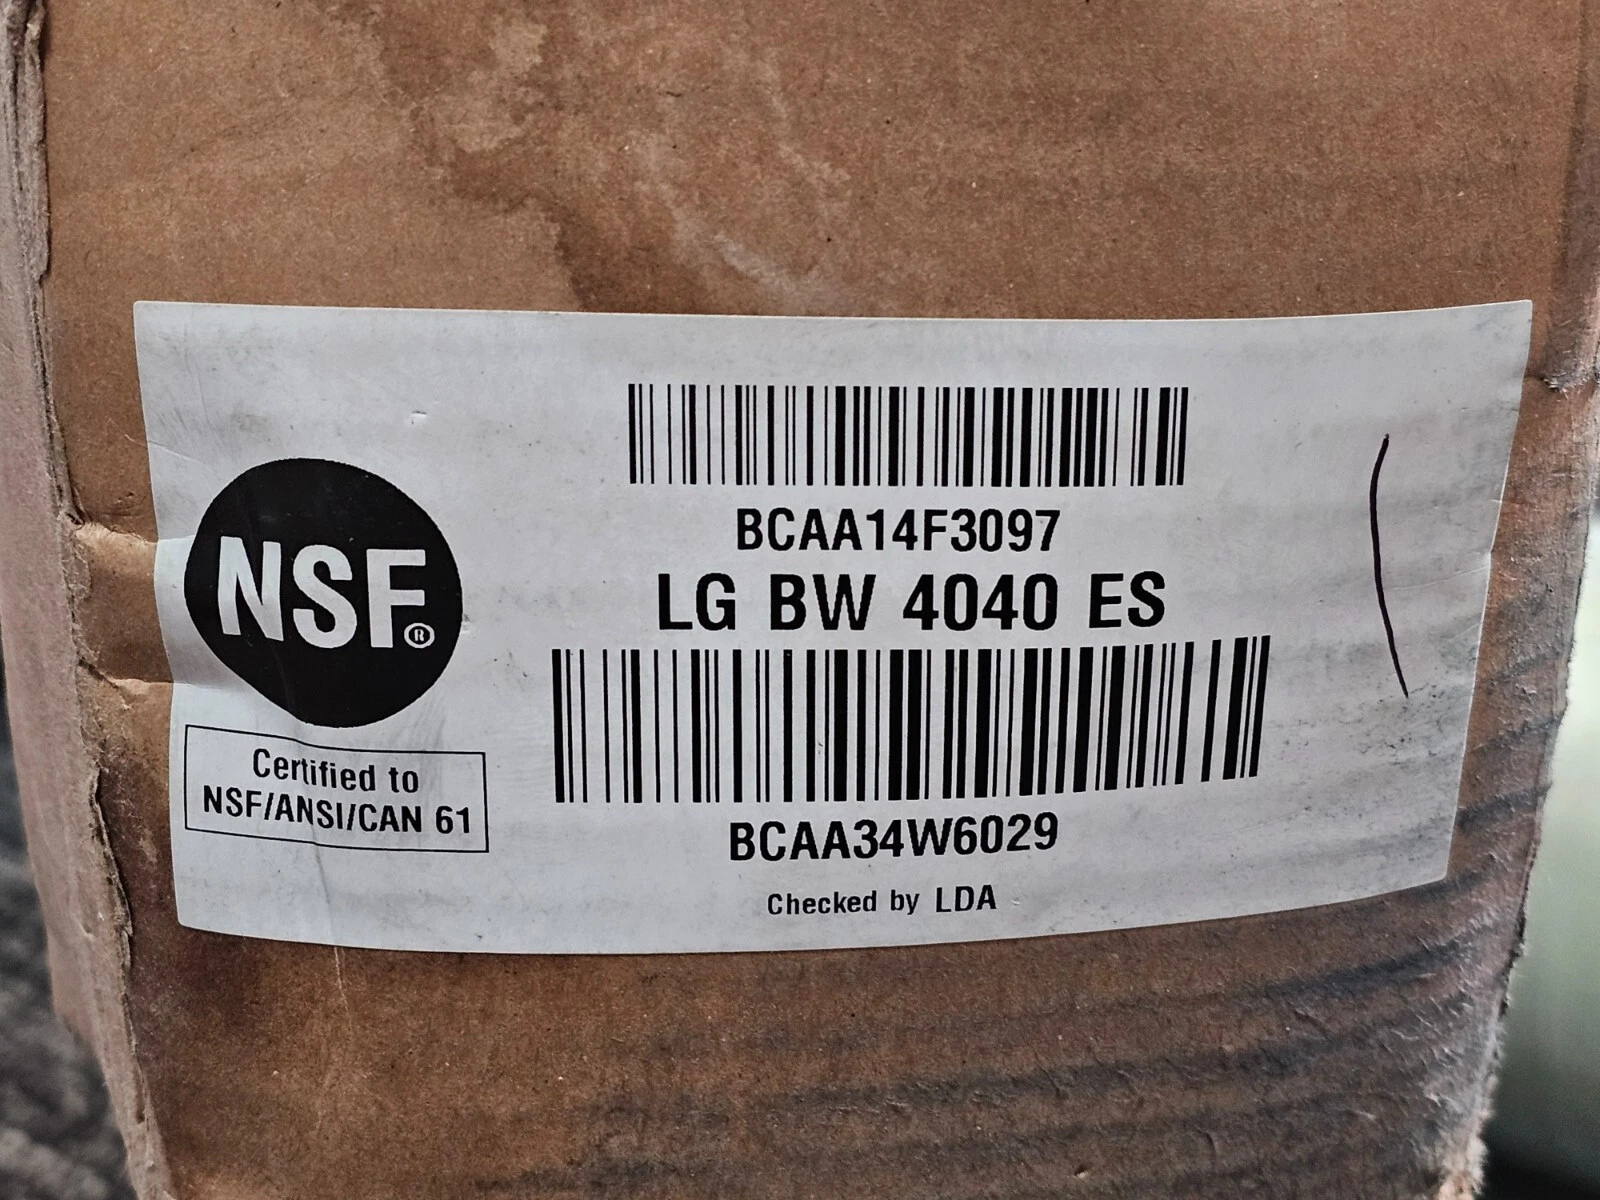 NSF®
Certified to
NSF/ANSI/CAN 61
BCAA14F3097
LG BW 4040 ES
BCAA34W6029
Checked by LDA